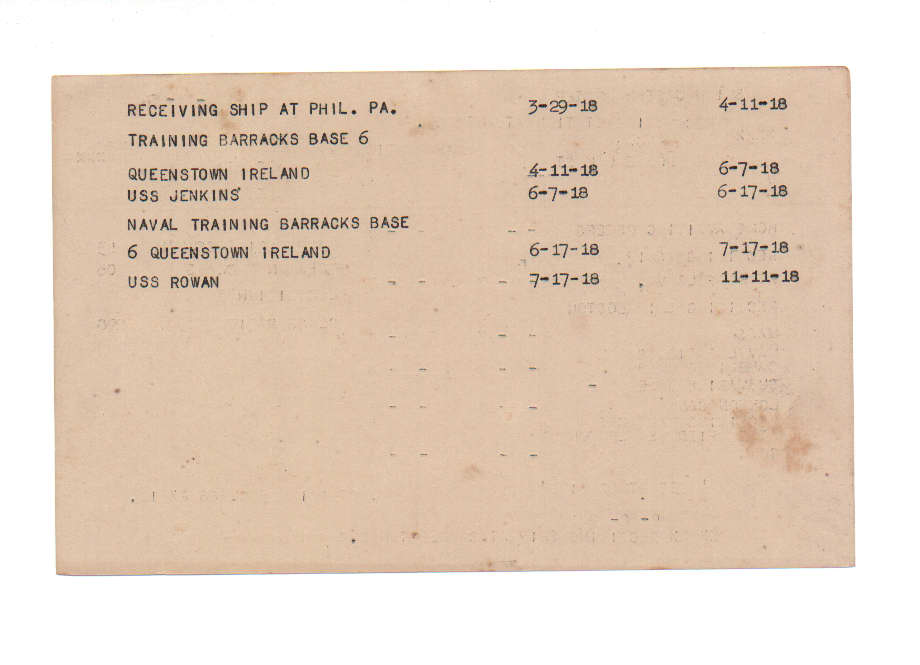 RECEIVING SHIP AT PHIL. PA. 3-29-18 4-11-18
TRAINING BARRACKS BASE 6
QUEENSTOWN IRELAND 4-11-18 6-7-18
USS JENKINS 6-7-18 6-17-18
NAVAL TRAINING BARRACKS BASE
6 QUEENSTOWN IRELAND 6-17-18 7-17-18
USS ROWAN 7-17-18 11-11-18